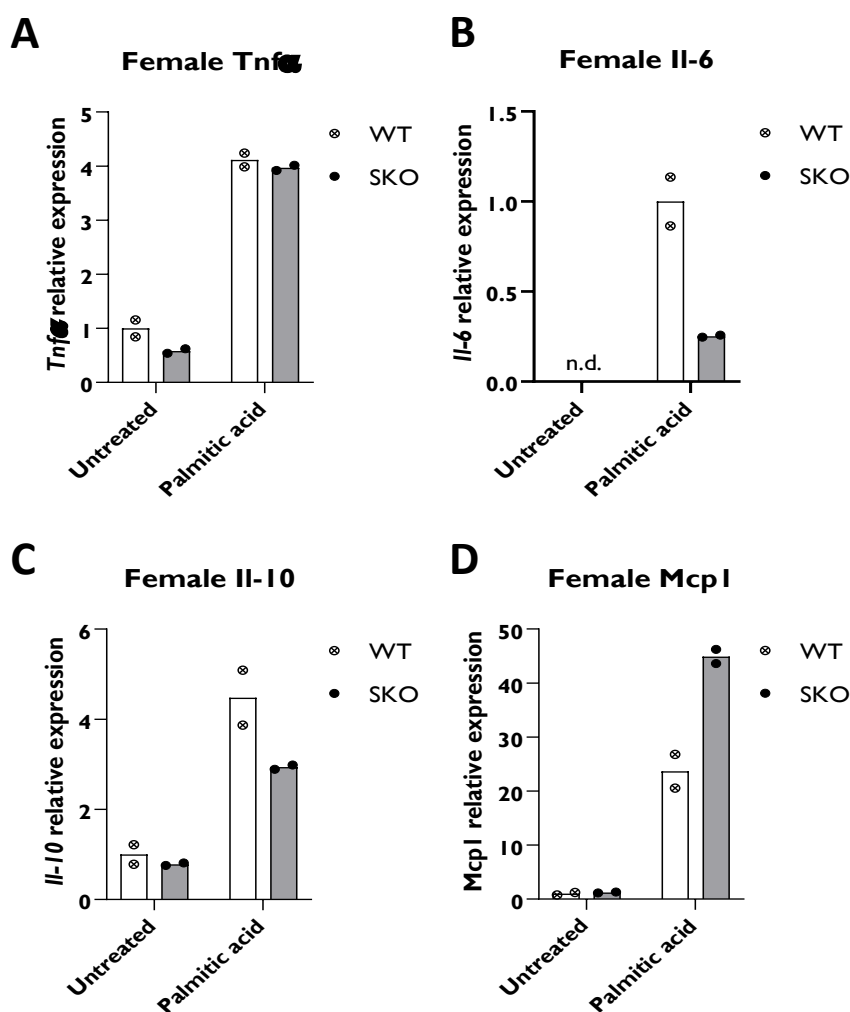 A
Female Tnfα
5
4
3
2
1
0
Tnfα relative expression
WT
SKO
Untreated
Palmitic acid
B
Female Il-6
1.5
1.0
0.5
0.0
Il-6 relative expression
n.d.
WT
SKO
Untreated
Palmitic acid
C
Female Il-10
6
4
2
0
Il-10 relative expression
WT
SKO
Untreated
Palmitic acid
D
Female Mcp1
50
40
30
20
10
0
Mcp1 relative expression
WT
SKO
Untreated
Palmitic acid